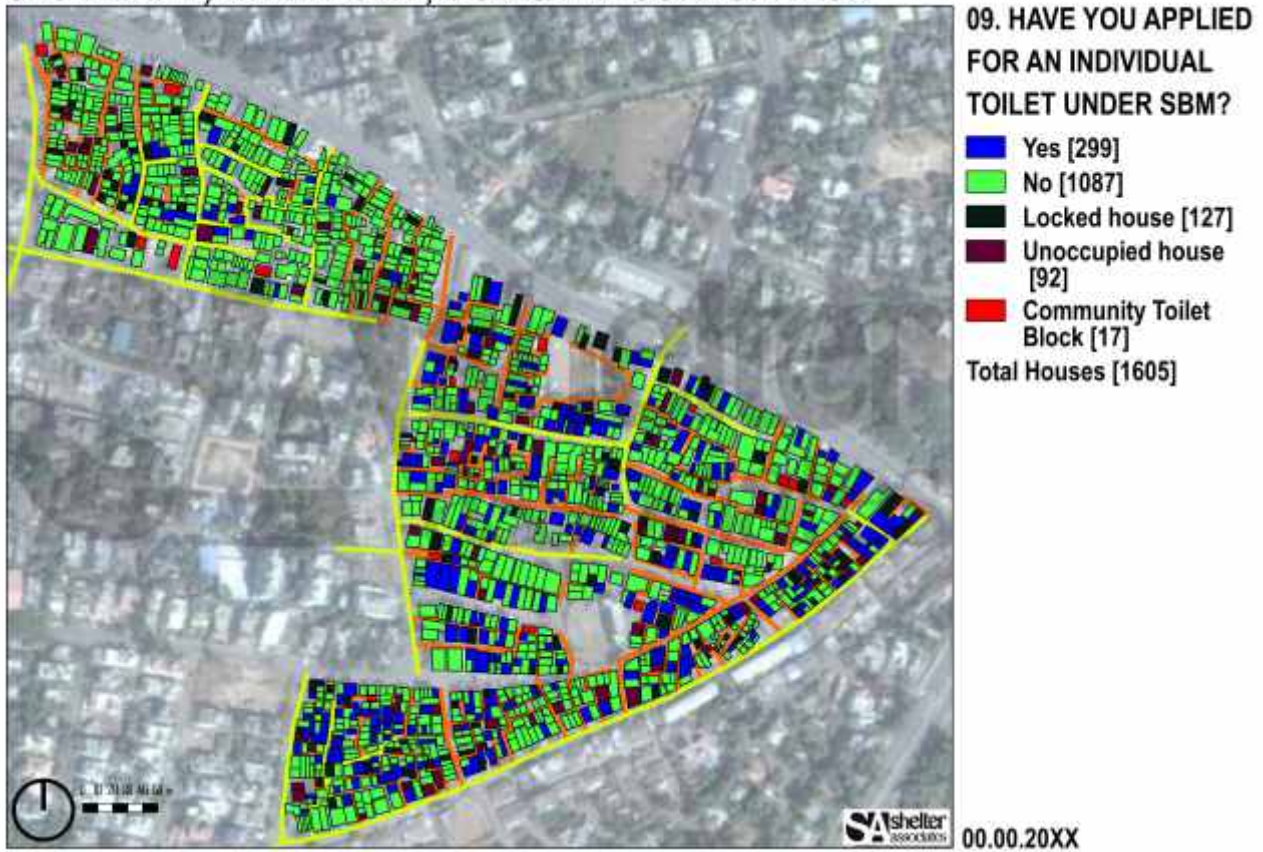 09. HAVE YOU APPLIED
FOR AN INDIVIDUAL
TOILET UNDER SBM?
Yes [299]
No [1087]
Locked house [127]
Unoccupied house
[92]
Community Toilet
Block [17]
Total Houses [1605]
SA shelter
associates
00.00.20XX